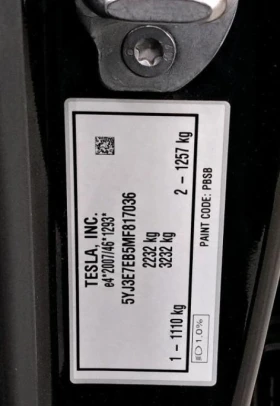 TESLA, INC.
e4*2007/46*1293*
5YJ3E7EB5MF817036
2232 kg
3232 kg
1 - 1110 kg 2 - 1257 kg
PAINT CODE: PBSB
1.0%